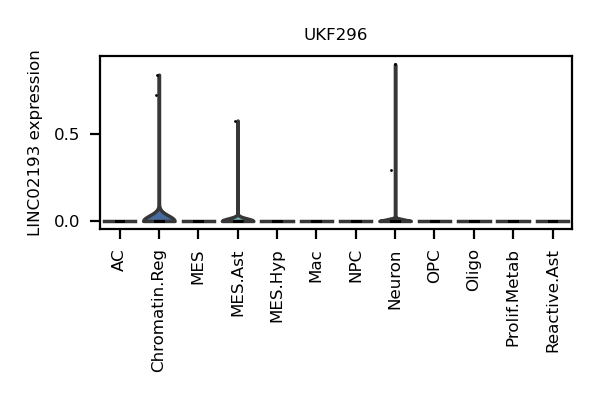 UKF296
LINC02193 expression
0.5
0.0
AC
Chromatin.Reg
MES
MES.Ast
MES.Hyp
Mac
NPC
Neuron
OPC
Oligo
Prolif.Metab
Reactive.Ast